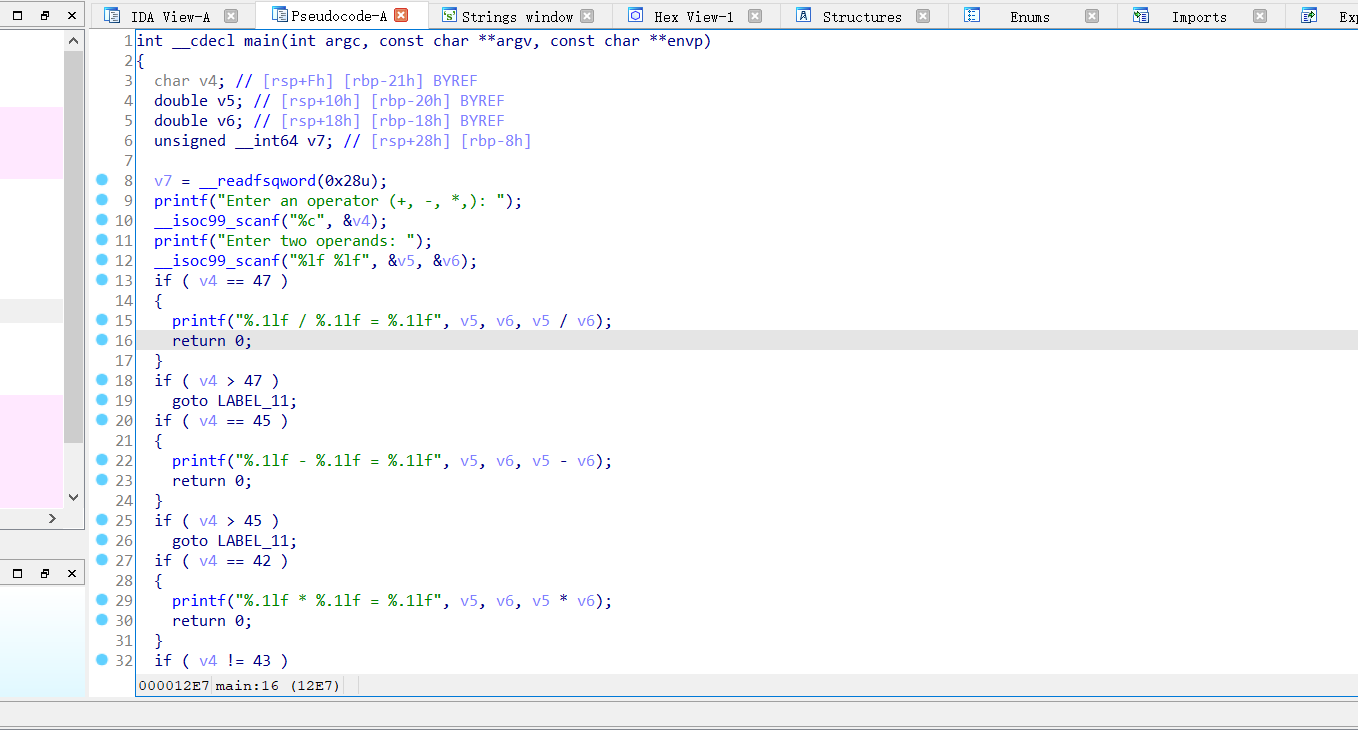 IDA View-A Pseudocode-A Strings window Hex View-1 Structures Enums Imports
1 int __cdecl main(int argc, const char **argv, const char **envp)
2 {
3 char v4; // [rsp+Fh] [rbp-21h] BYREF
4 double v5; // [rsp+10h] [rbp-20h] BYREF
5 double v6; // [rsp+18h] [rbp-18h] BYREF
6 unsigned __int64 v7; // [rsp+28h] [rbp-8h]
7
8 v7 = __readfsqword(0x28u);
9 printf("Enter an operator (+, -, *,): ");
10 __isoc99_scanf("%c", &v4);
11 printf("Enter two operands: ");
12 __isoc99_scanf("%lf %lf", &v5, &v6);
13 if ( v4 == 47 )
14 {
15 printf("%.1lf / %.1lf = %.1lf", v5, v6, v5 / v6);
16 return 0;
17 }
18 if ( v4 > 47 )
19 goto LABEL_11;
20 if ( v4 == 45 )
21 {
22 printf("%.1lf - %.1lf = %.1lf", v5, v6, v5 - v6);
23 return 0;
24 }
25 if ( v4 > 45 )
26 goto LABEL_11;
27 if ( v4 == 42 )
28 {
29 printf("%.1lf * %.1lf = %.1lf", v5, v6, v5 * v6);
30 return 0;
31 }
32 if ( v4 != 43 )
000012E7 main:16 (12E7)